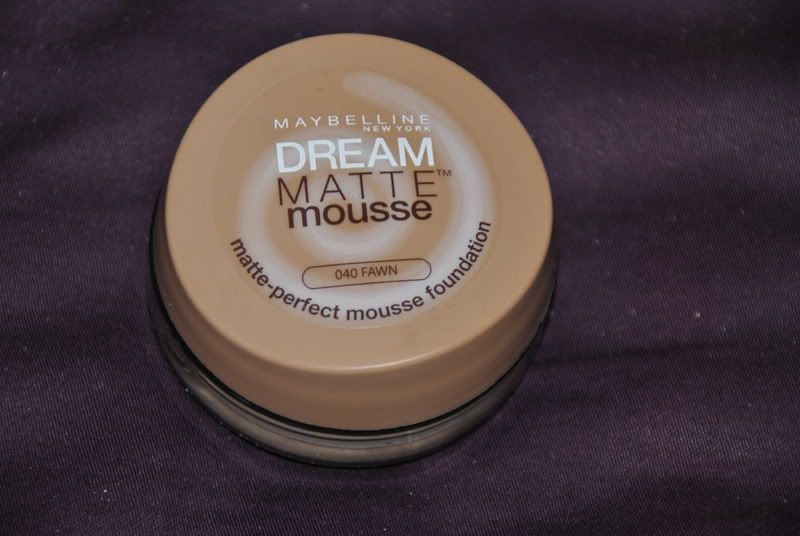 MAYBELLINE
NEW YORK
DREAM
MATTE™
mousse
040 FAWN
matte-perfect mousse foundation